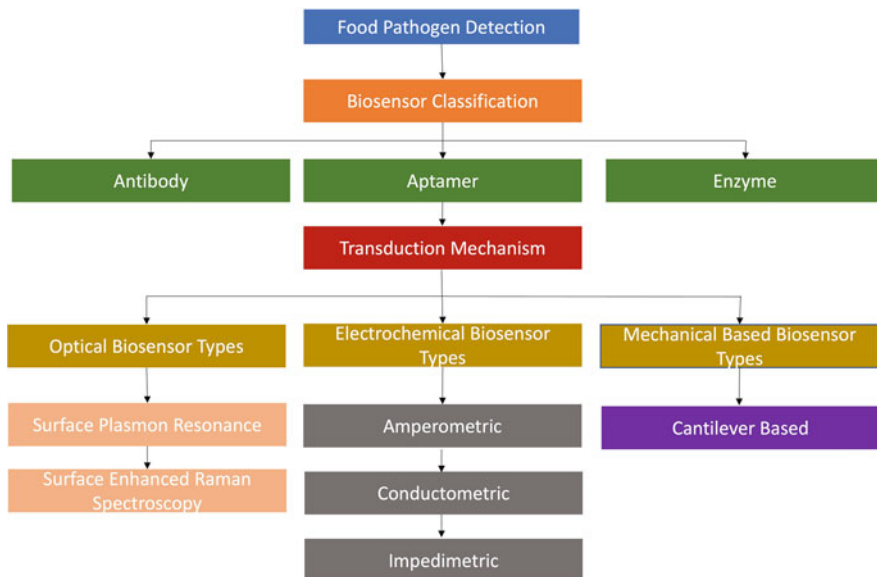 Food Pathogen Detection
Biosensor Classification
Antibody
Aptamer
Enzyme
Transduction Mechanism
Optical Biosensor Types
Electrochemical Biosensor
Types
Mechanical Based Biosensor
Types
Surface Plasmon Resonance
Amperometric
Cantilever Based
Surface Enhanced Raman
Spectroscopy
Conductometric
Impedimetric